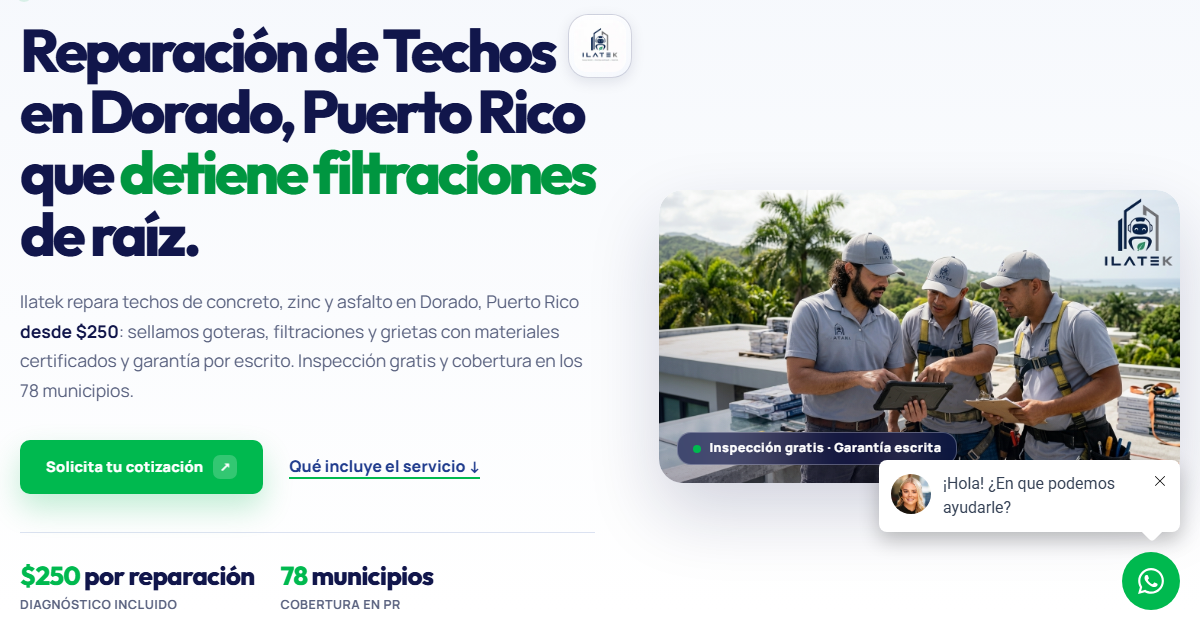 Reparación de Techos
ILATEK
en Dorado, Puerto Rico
que detiene filtraciones
de raíz.
Ilatek repara techos de concreto, zinc y asfalto en Dorado, Puerto Rico
desde $250: sellamos goteras, filtraciones y grietas con materiales
certificados y garantía por escrito. Inspección gratis y cobertura en los
78 municipios.
Solicita tu cotización ↗
Qué incluye el servicio ↓
$250 por reparación
DIAGNÓSTICO INCLUIDO
78 municipios
COBERTURA EN PR
ILATEK
Inspección gratis · Garantía escrita
¡Hola! ¿En que podemos
ayudarle?